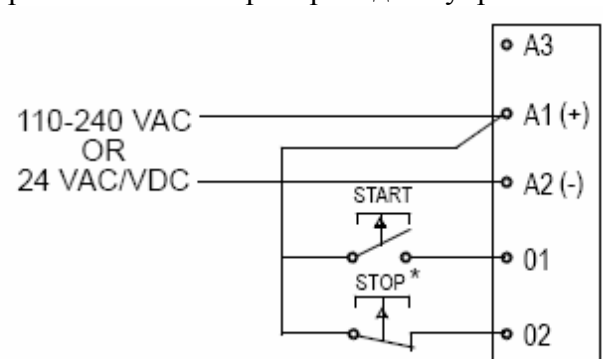 A3
110-240 VAC
A1 (+)
OR
24 VAC/VDC
A2 (-)
START
01
STOP *
02